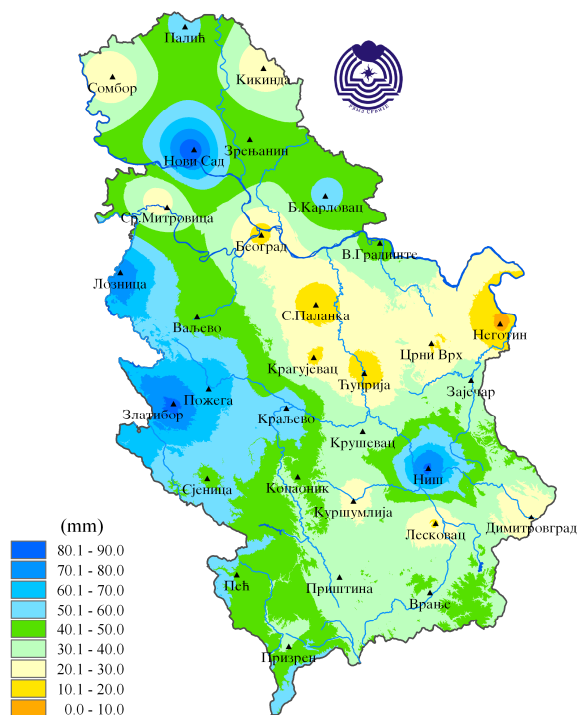 Палић
Сомбор
Кикинда
Нови Сад
Зрењанин
Ср.Митровица
Б.Карловац
Београд
В.Градиште
Лозница
Ваљево
С.Паланка
Неготин
Црни Врх
Крагујевац
Ћуприја
Зајечар
Пожега
Златибор
Краљево
Крушевац
Ниш
Сјеница
Копаоник
Куршумлија
Димитровград
Лесковац
Пећ
Приштина
Врање
Призрен
(mm)
80.1 - 90.0
70.1 - 80.0
60.1 - 70.0
50.1 - 60.0
40.1 - 50.0
30.1 - 40.0
20.1 - 30.0
10.1 - 20.0
0.0 - 10.0